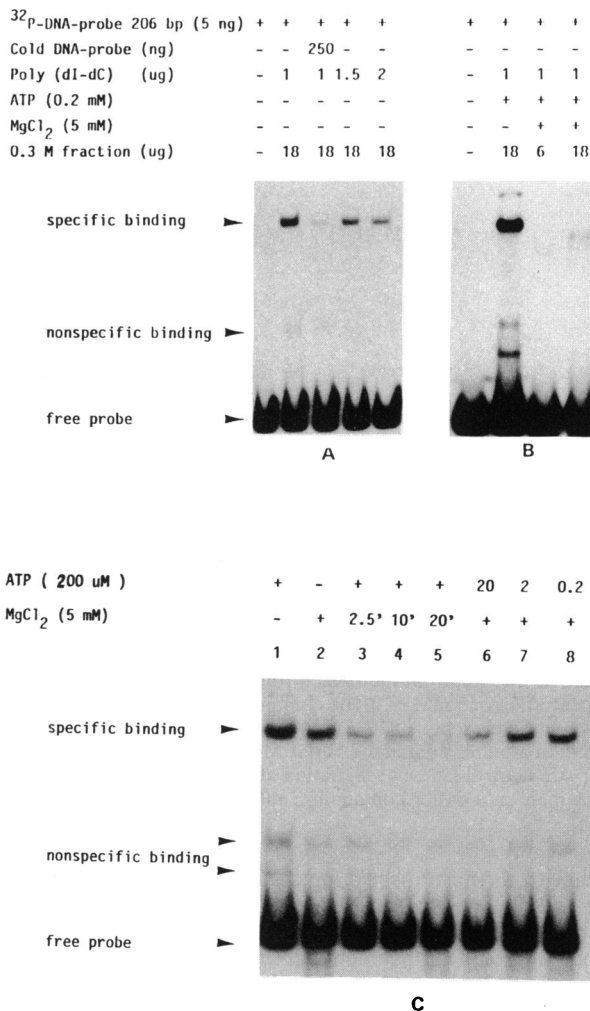 ³²P-DNA-probe 206 bp (5 ng) + + + + + + + + +
Cold DNA-probe (ng) - - 250 - - - - - -
Poly (dI-dC) (ug) - 1 1 1.5 2 - 1 1 1
ATP (0.2 mM) - - - - - - + + +
MgCl₂ (5 mM) - - - - - - - + +
0.3 M fraction (ug) - 18 18 18 18 - 18 6 18
specific binding
nonspecific binding
free probe
A B
ATP ( 200 uM ) + - + + + 20 2 0.2
MgCl₂ (5 mM) - + 2.5' 10' 20' + + +
1 2 3 4 5 6 7 8
specific binding
nonspecific binding
free probe
C